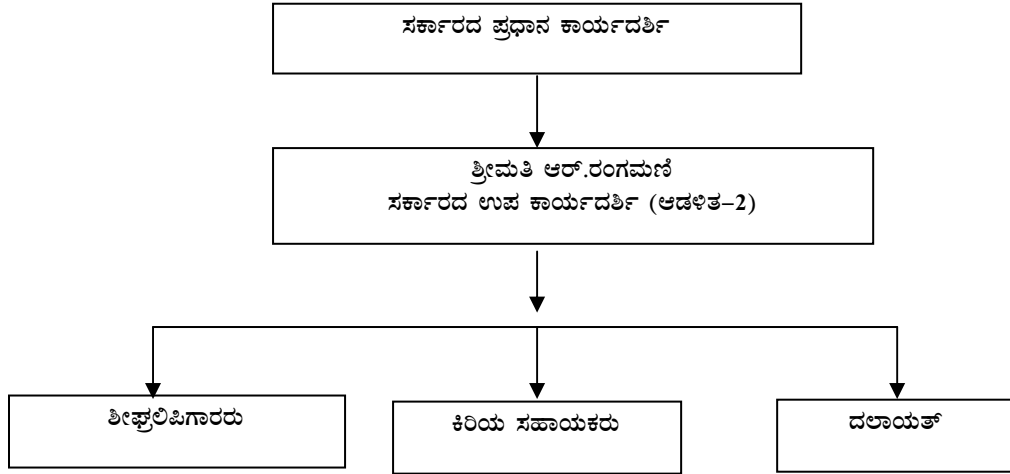 ಸರ್ಕಾರದ ಪ್ರಧಾನ ಕಾರ್ಯದರ್ಶಿ
ಶ್ರೀಮತಿ ಆರ್.ರಂಗಮಣಿ
ಸರ್ಕಾರದ ಉಪ ಕಾರ್ಯದರ್ಶಿ (ಆಡಳಿತ–2)
ಶೀಘ್ರಲಿಪಿಗಾರರು
ಕಿರಿಯ ಸಹಾಯಕರು
ದಲಾಯತ್